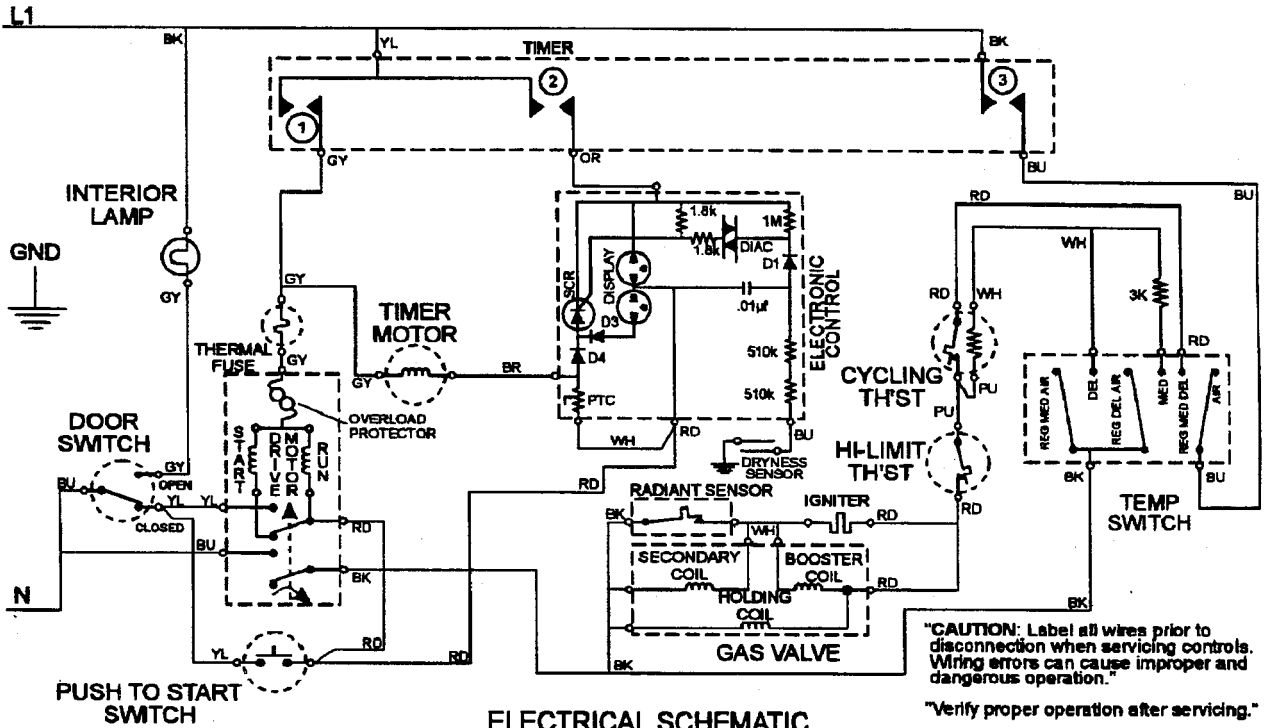 L1
BK
YL
TIMER
BK
1
2
3
GY
OR
BU
INTERIOR
LAMP
GND
GY
GY
THERMAL
FUSE
GY
TIMER
MOTOR
GY
BR
OVERLOAD
PROTECTOR
START
DRIVE
MOTOR
RUN
DOOR
SWITCH
BU
GY
OPEN
YL
YL
CLOSED
BU
RD
BK
N
YL
RD
RD
PUSH TO START
SWITCH
1.8k
1.8k
DIAC
1M
D1
DISPLAY
SCR
.01µf
D3
D4
510k
510k
PTC
ELECTRONIC
CONTROL
WH
RD
BU
DRYNESS
SENSOR
RD
RADIANT SENSOR
IGNITER
BK
WH
RD
SECONDARY
COIL
BOOSTER
COIL
RD
HOLDING
COIL
GAS VALVE
BK
RD
BU
WH
3K
RD
WH
RD
CYCLING
TH'ST
PU
PU
HI-LIMIT
TH'ST
RD
REG MED AIR
DEL
REG DEL AIR
MED
REG MED DEL
AIR
BK
BU
TEMP
SWITCH
BK
"CAUTION: Label all wires prior to
disconnection when servicing controls.
Wiring errors can cause improper and
dangerous operation."
"Verify proper operation after servicing."
ELECTRICAL SCHEMATIC